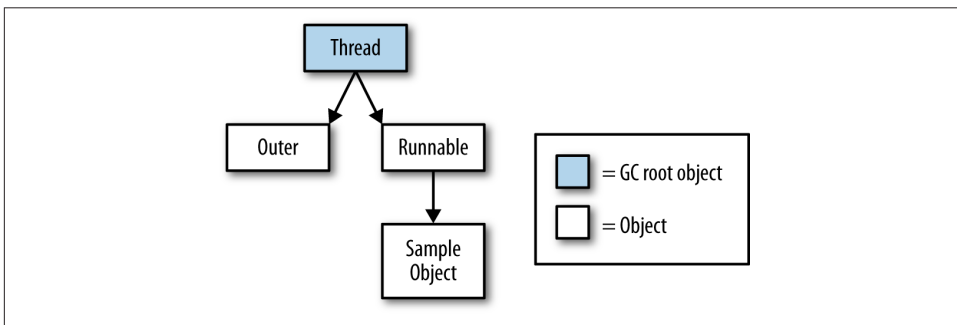 Thread
Outer
Runnable
Sample
Object
= GC root object
= Object